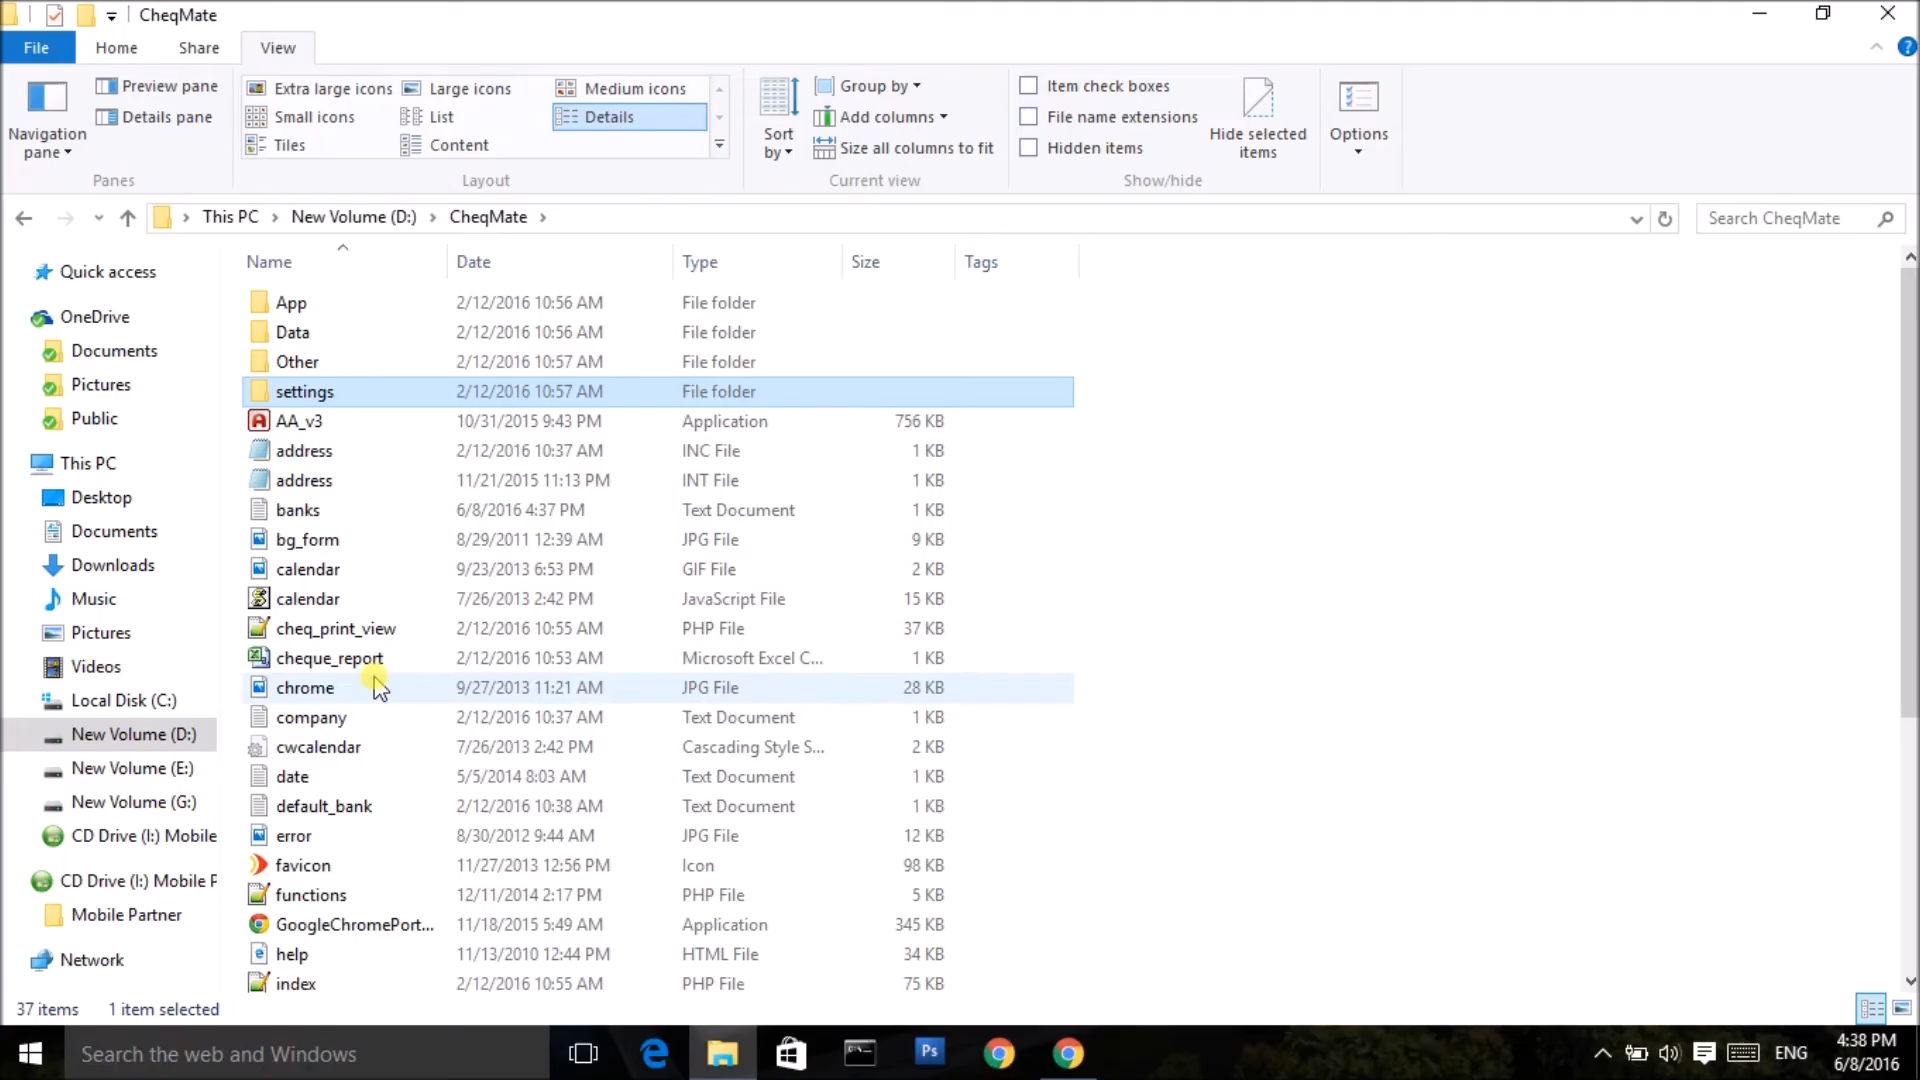 CheqMate
File Home Share View
Navigation pane
Preview pane
Details pane
Panes
Extra large icons Large icons Medium icons
Small icons List Details
Tiles Content
Layout
Sort by
Group by
Add columns
Size all columns to fit
Current view
Item check boxes
File name extensions
Hidden items
Hide selected items
Show/hide
Options
This PC New Volume (D:) CheqMate
Search CheqMate
Quick access
OneDrive
Documents
Pictures
Public
This PC
Desktop
Documents
Downloads
Music
Pictures
Videos
Local Disk (C:)
New Volume (D:)
New Volume (E:)
New Volume (G:)
CD Drive (I:) Mobile
CD Drive (I:) Mobile P
Mobile Partner
Network
Name Date Type Size Tags
App 2/12/2016 10:56 AM File folder
Data 2/12/2016 10:56 AM File folder
Other 2/12/2016 10:57 AM File folder
settings 2/12/2016 10:57 AM File folder
AA_v3 10/31/2015 9:43 PM Application 756 KB
address 2/12/2016 10:37 AM INC File 1 KB
address 11/21/2015 11:13 PM INT File 1 KB
banks 6/8/2016 4:37 PM Text Document 1 KB
bg_form 8/29/2011 12:39 AM JPG File 9 KB
calendar 9/23/2013 6:53 PM GIF File 2 KB
calendar 7/26/2013 2:42 PM JavaScript File 15 KB
cheq_print_view 2/12/2016 10:55 AM PHP File 37 KB
cheque_report 2/12/2016 10:53 AM Microsoft Excel C... 1 KB
chrome 9/27/2013 11:21 AM JPG File 28 KB
company 2/12/2016 10:37 AM Text Document 1 KB
cwcalendar 7/26/2013 2:42 PM Cascading Style S... 2 KB
date 5/5/2014 8:03 AM Text Document 1 KB
default_bank 2/12/2016 10:38 AM Text Document 1 KB
error 8/30/2012 9:44 AM JPG File 12 KB
favicon 11/27/2013 12:56 PM Icon 98 KB
functions 12/11/2014 2:17 PM PHP File 5 KB
GoogleChromePort... 11/18/2015 5:49 AM Application 345 KB
help 11/13/2010 12:44 PM HTML File 34 KB
index 2/12/2016 10:55 AM PHP File 75 KB
37 items 1 item selected
Search the web and Windows
Ps
ENG
4:38 PM
6/8/2016